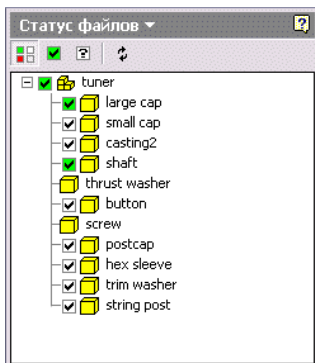 Статус файлов
tuner
large cap
small cap
casting2
shaft
thrust washer
button
screw
postcap
hex sleeve
trim washer
string post